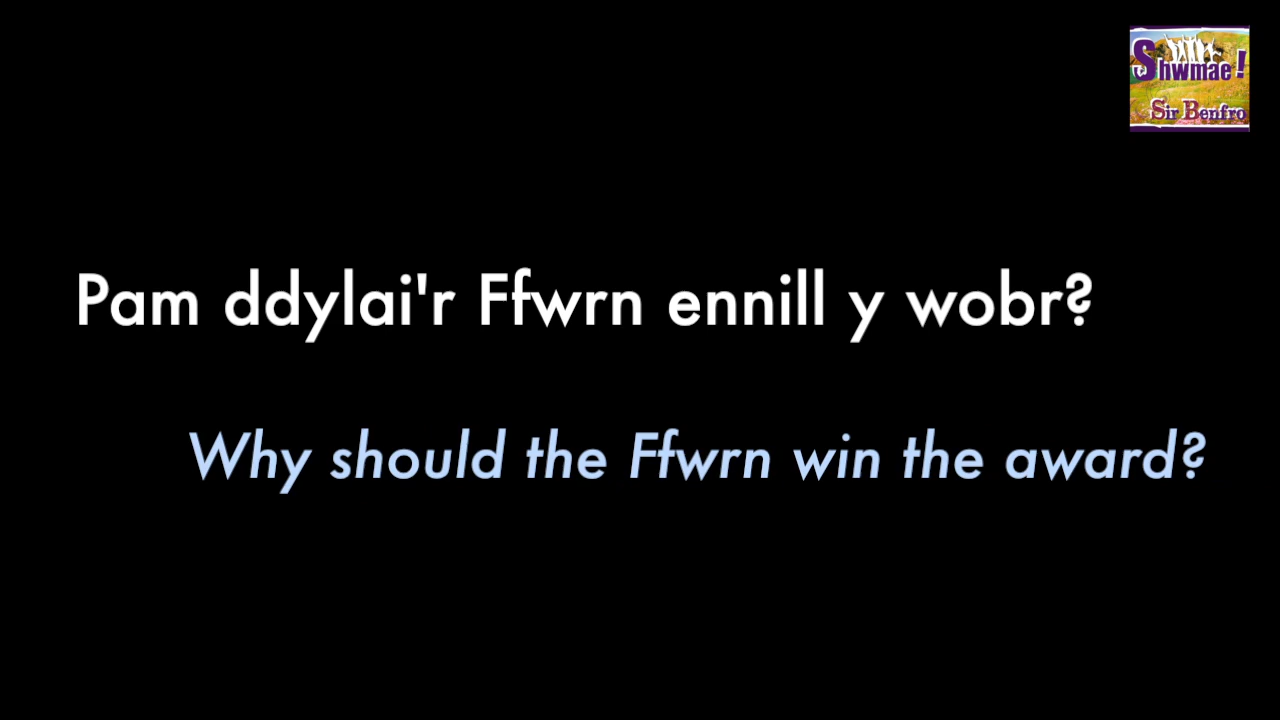 Shwmae!
Sir Benfro
Pam ddylai'r Ffwrn ennill y wobr?
Why should the Ffwrn win the award?